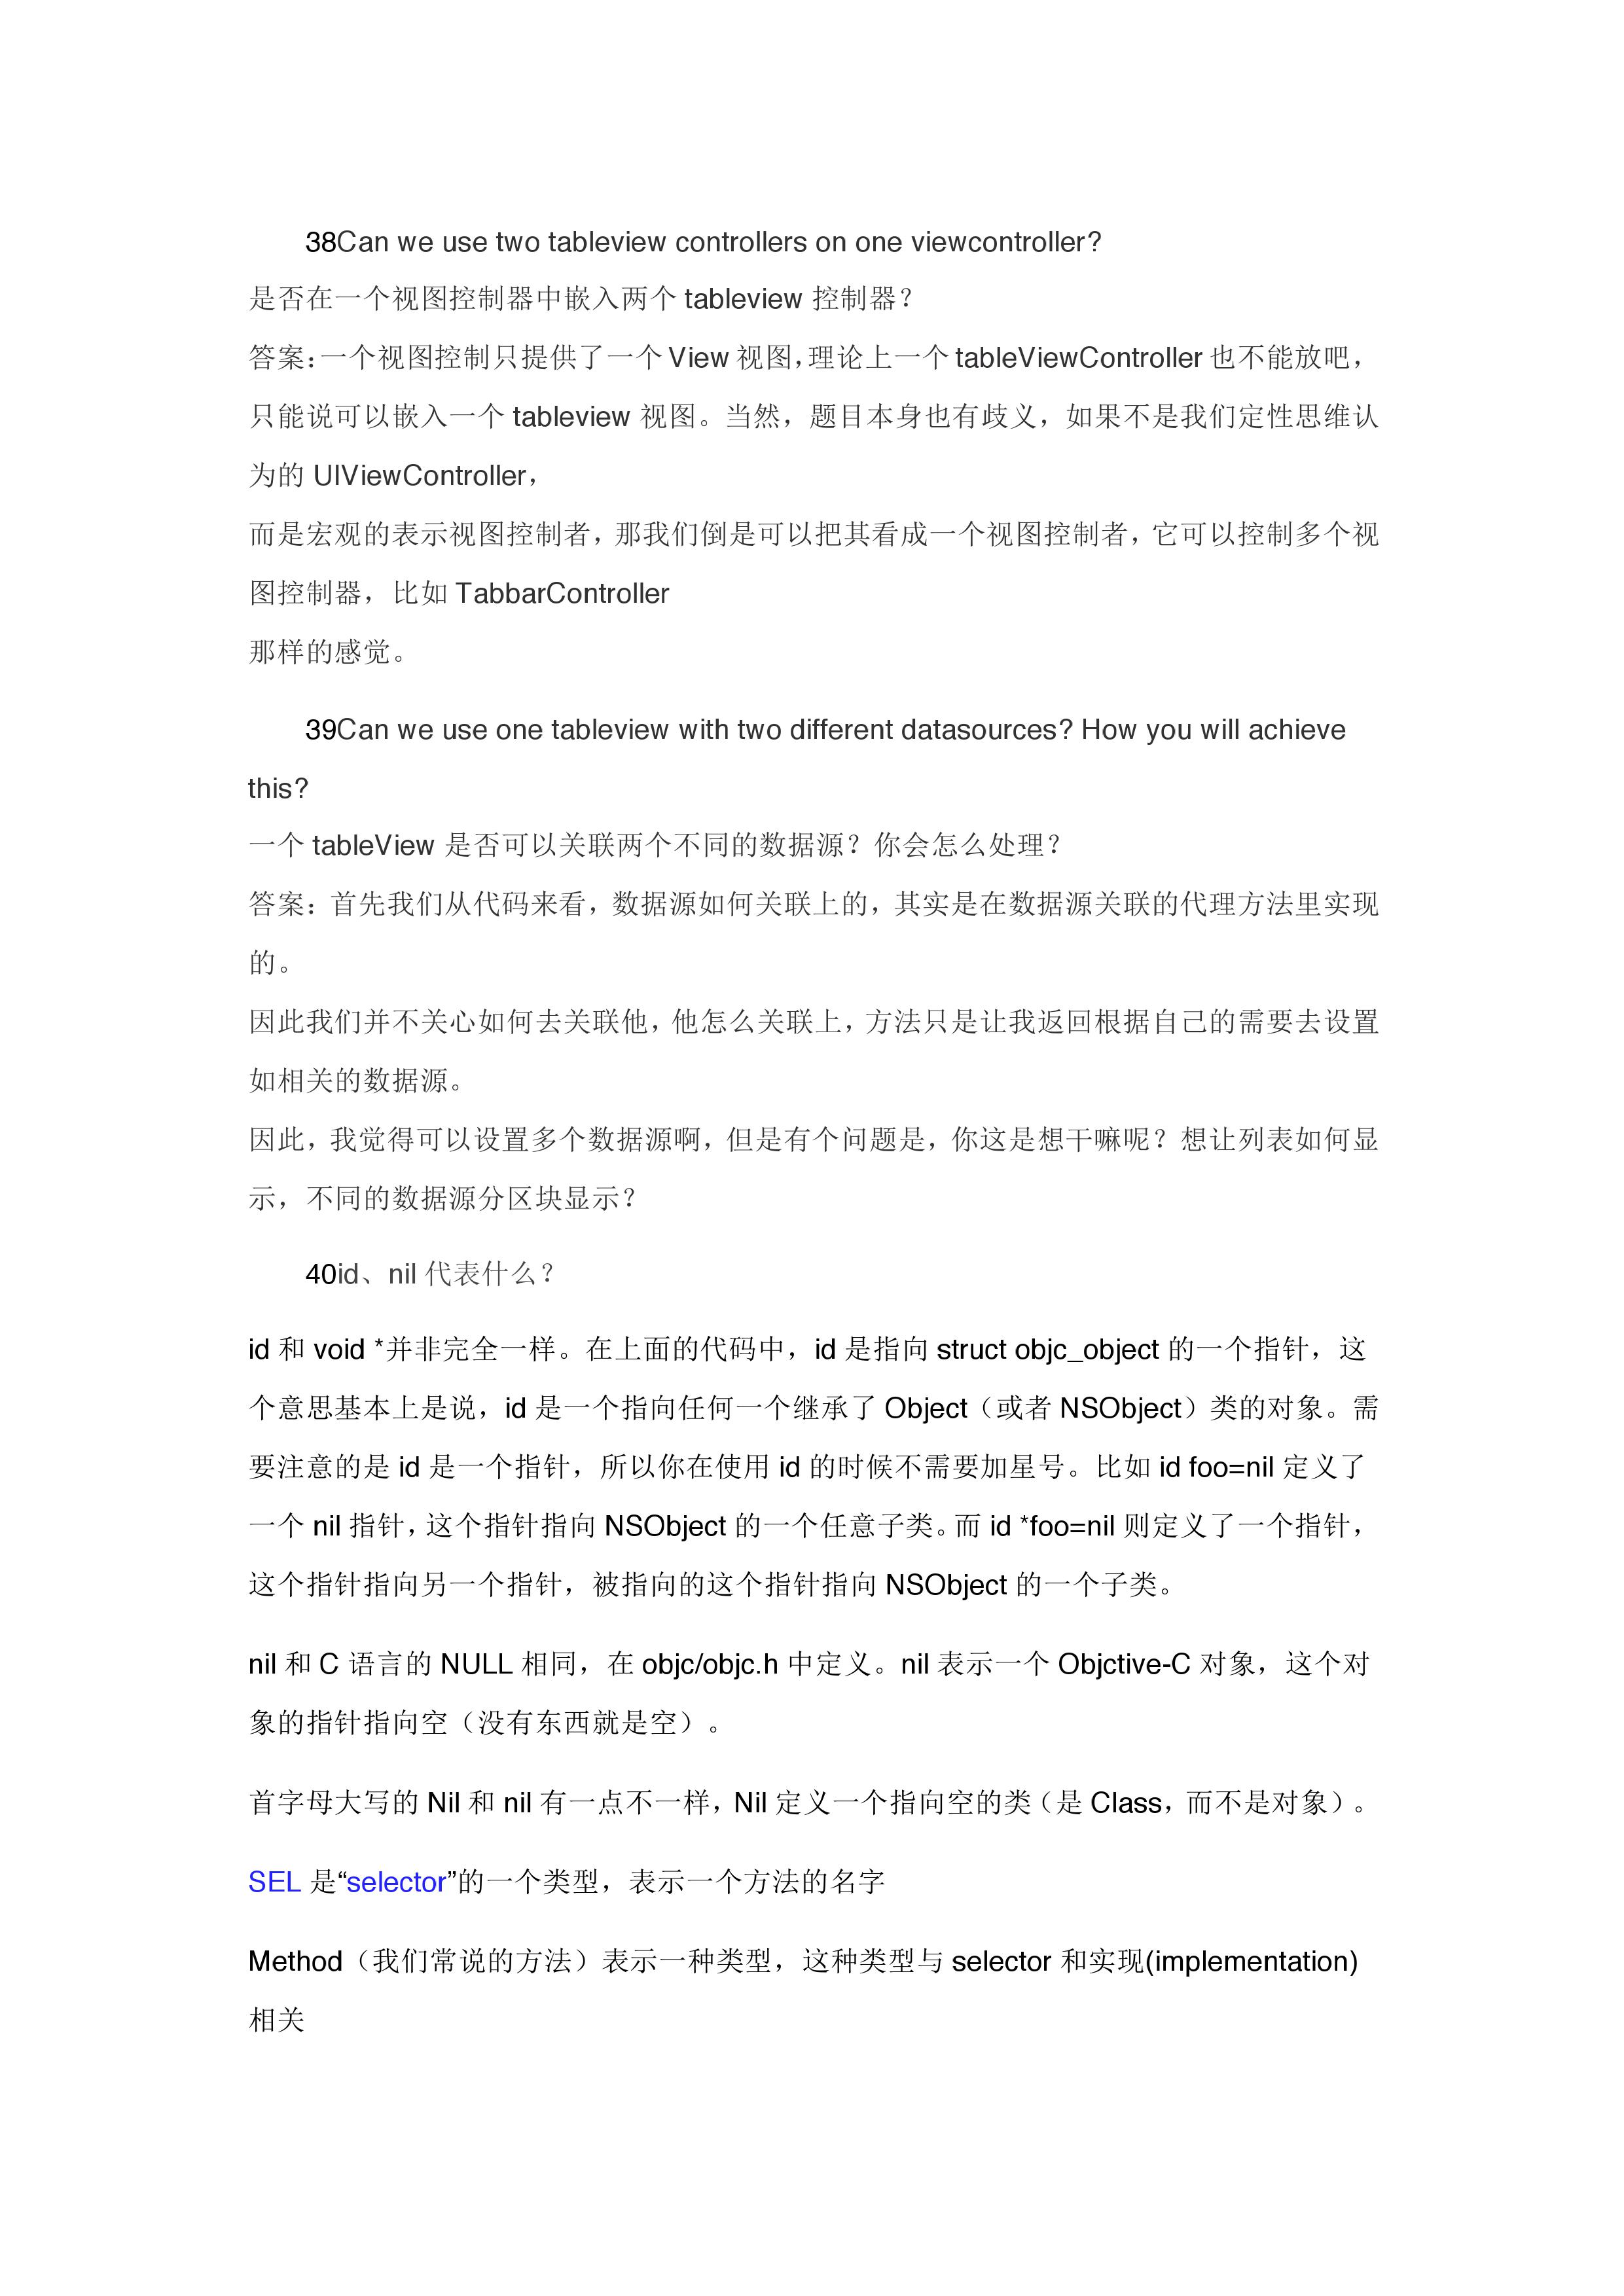 38Can we use two tableview controllers on one viewcontroller?
是否在一个视图控制器中嵌入两个 tableview 控制器？
答案：一个视图控制只提供了一个 View 视图，理论上一个 tableViewController 也不能放吧，
只能说可以嵌入一个 tableview 视图。当然，题目本身也有歧义，如果不是我们定性思维认
为的 UIViewController，
而是宏观的表示视图控制者，那我们倒是可以把其看成一个视图控制者，它可以控制多个视
图控制器，比如 TabbarController
那样的感觉。
39Can we use one tableview with two different datasources? How you will achieve
this?
一个 tableView 是否可以关联两个不同的数据源？你会怎么处理？
答案：首先我们从代码来看，数据源如何关联上的，其实是在数据源关联的代理方法里实现
的。
因此我们并不关心如何去关联他，他怎么关联上，方法只是让我返回根据自己的需要去设置
如相关的数据源。
因此，我觉得可以设置多个数据源啊，但是有个问题是，你这是想干嘛呢？想让列表如何显
示，不同的数据源分区块显示？
40id、nil 代表什么？
id 和 void *并非完全一样。在上面的代码中，id 是指向 struct objc_object 的一个指针，这
个意思基本上是说，id 是一个指向任何一个继承了 Object（或者 NSObject）类的对象。需
要注意的是 id 是一个指针，所以你在使用 id 的时候不需要加星号。比如 id foo=nil 定义了
一个 nil 指针，这个指针指向 NSObject 的一个任意子类。而 id *foo=nil 则定义了一个指针，
这个指针指向另一个指针，被指向的这个指针指向 NSObject 的一个子类。
nil 和 C 语言的 NULL 相同，在 objc/objc.h 中定义。nil 表示一个 Objctive-C 对象，这个对
象的指针指向空（没有东西就是空）。
首字母大写的 Nil 和 nil 有一点不一样，Nil 定义一个指向空的类（是 Class，而不是对象）。
SEL 是“selector”的一个类型，表示一个方法的名字
Method（我们常说的方法）表示一种类型，这种类型与 selector 和实现(implementation)
相关